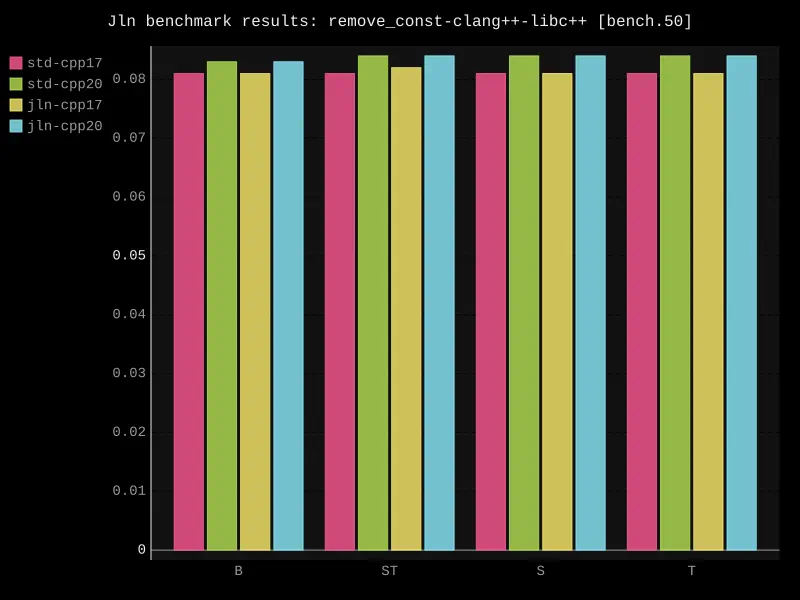 Jln benchmark results: remove_const-clang++-libc++ [bench.50]
std-cpp17
std-cpp20
jln-cpp17
jln-cpp20
0.08
0.07
0.06
0.05
0.04
0.03
0.02
0.01
0
B ST S T